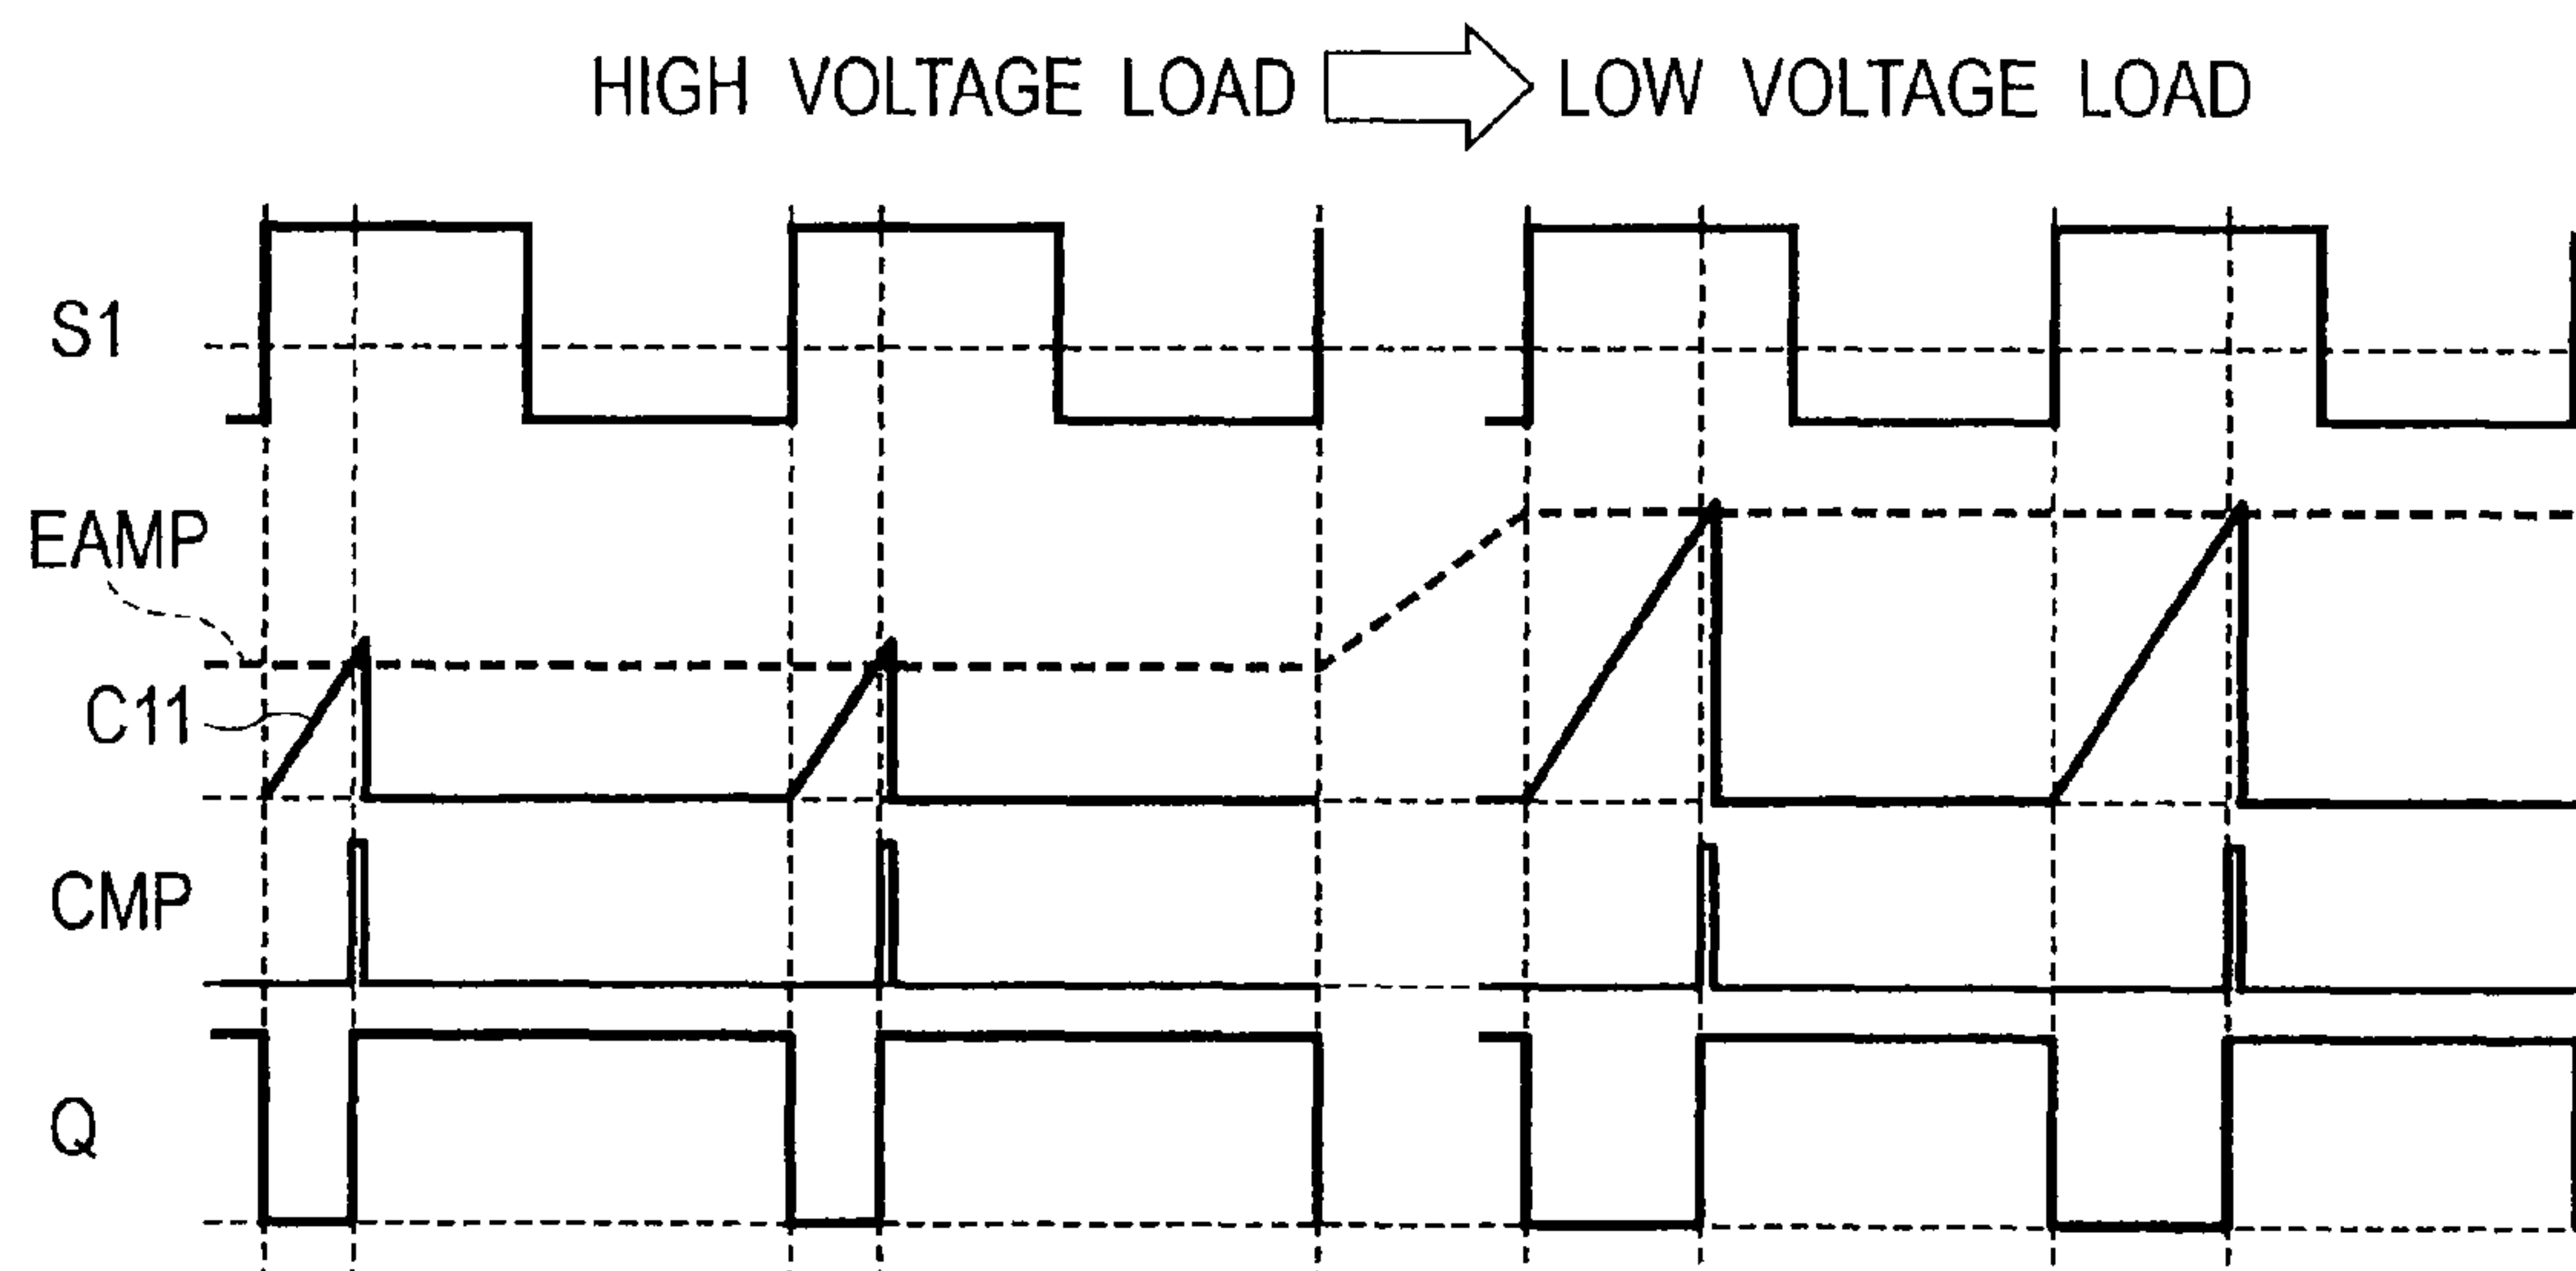 HIGH VOLTAGE LOAD LOW VOLTAGE LOAD
S1
EAMP
C11
CMP
Q